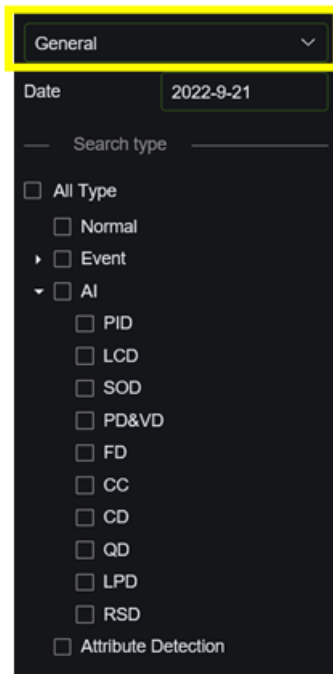 General
Date 2022-9-21
Search type
All Type
Normal
Event
AI
PID
LCD
SOD
PD&VD
FD
CC
CD
QD
LPD
RSD
Attribute Detection